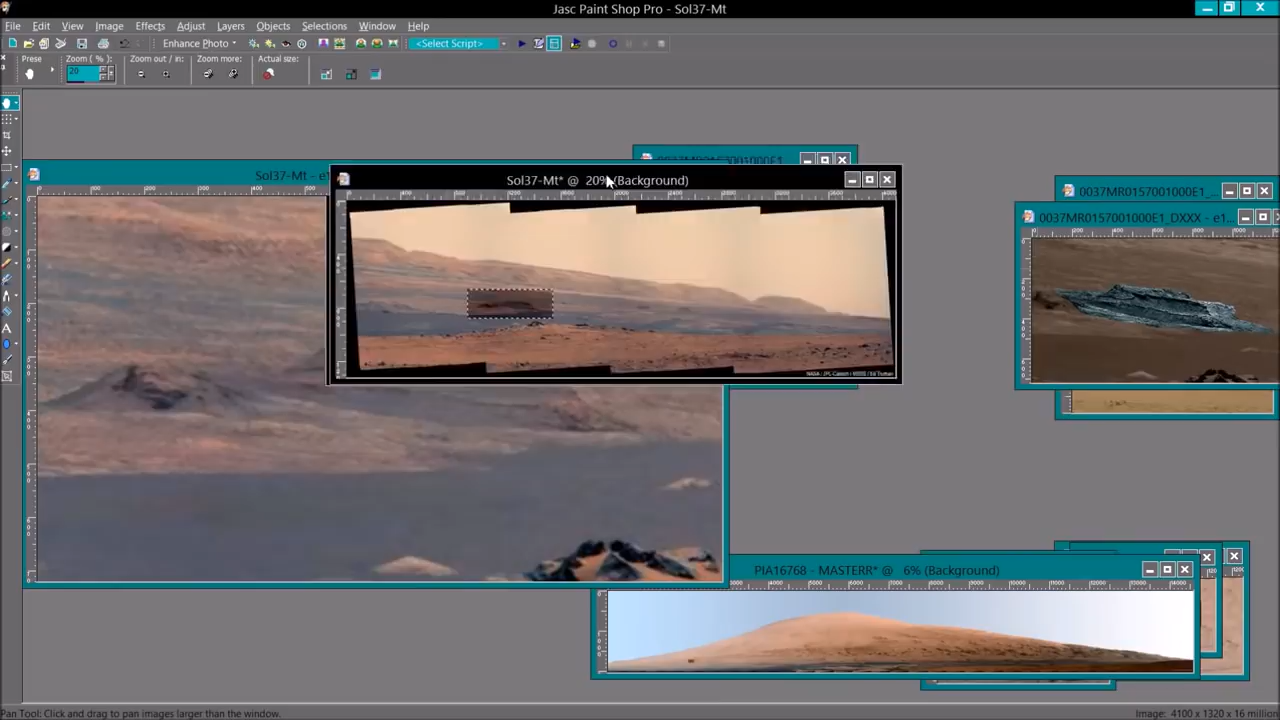 Jasc Paint Shop Pro - Sol37-Mt
File Edit View Image Effects Adjust Layers Objects Selections Window Help
Enhance Photo
<Select Script>
Prese
Zoom ( % ):
Zoom out / in:
Zoom more:
Actual size:
20
Sol37-Mt - e1
Sol37-Mt* @ 20% (Background)
0037MR0157001000E1_...
0037MR0157001000E1_DXXX - e1...
PIA16768 - MASTERR* @ 6% (Background)
Pan Tool: Click and drag to pan images larger than the window.
Image: 4100 x 1320 x 16 million